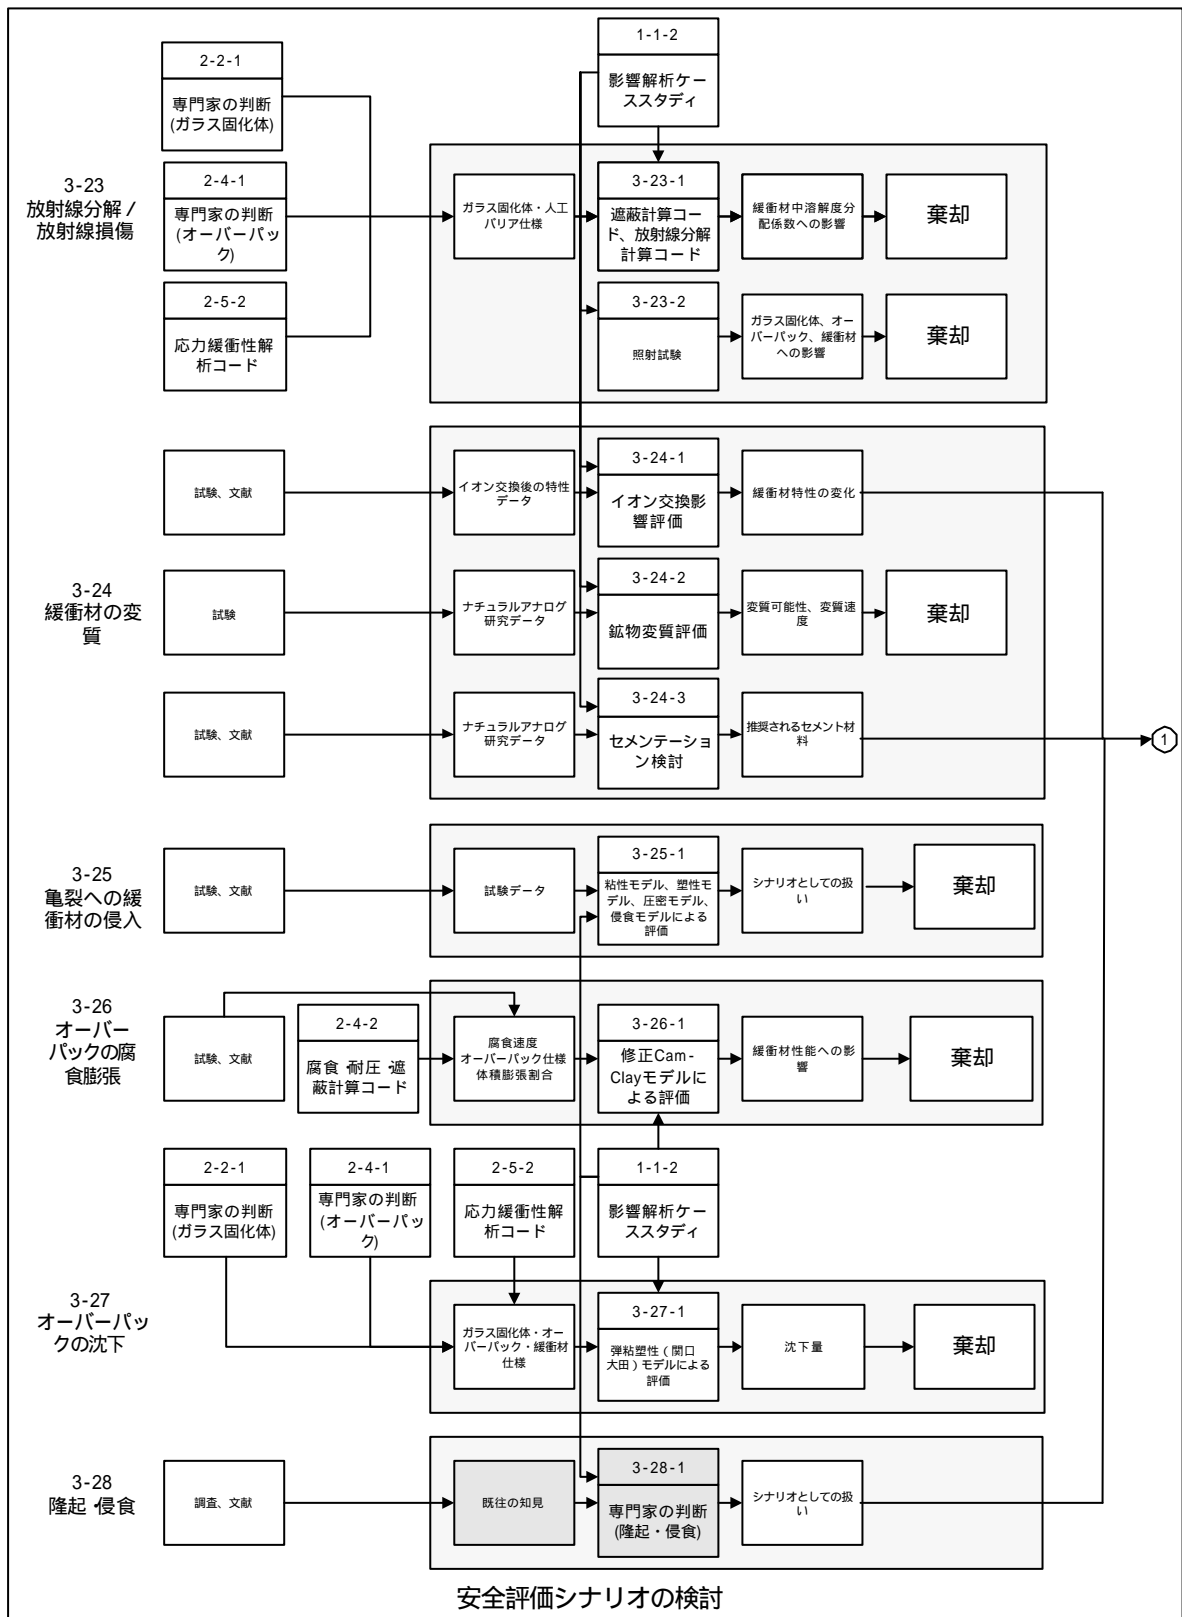 1-1-2
影響解析ケー
ススタディ
2-2-1
専門家の判断
(ガラス固化体)
3-23
放射線分解/
放射線損傷
2-4-1
専門家の判断
(オーバーパッ
ク)
2-5-2
応力緩衝性解
析コード
ガラス固化体・人工
バリア仕様
3-23-1
遮蔽計算コー
ド、放射線分解
計算コード
緩衝材中溶解度分
配係数への影響
棄却
3-23-2
照射試験
ガラス固化体、オー
バーパック、緩衝材
への影響
棄却
3-24
緩衝材の変
質
試験、文献
イオン交換後の特性
データ
3-24-1
イオン交換影
響評価
緩衝材特性の変化
試験
ナチュラルアナログ
研究データ
3-24-2
鉱物変質評価
変質可能性、変質速
度
棄却
試験、文献
ナチュラルアナログ
研究データ
3-24-3
セメンテーショ
ン検討
推奨されるセメント材
料
1
3-25
亀裂への緩
衝材の侵入
試験、文献
試験データ
3-25-1
粘性モデル、塑性モ
デル、圧密モデル、
侵食モデルによる
評価
シナリオとしての扱
い
棄却
3-26
オーバー
パックの腐
食膨張
試験、文献
2-4-2
腐食・耐圧・遮
蔽計算コード
腐食速度
オーバーパック仕様
体積膨張割合
3-26-1
修正Cam-
Clayモデルに
よる評価
緩衝材性能への影
響
棄却
2-2-1
専門家の判断
(ガラス固化体)
2-4-1
専門家の判断
(オーバーパッ
ク)
2-5-2
応力緩衝性解
析コード
1-1-2
影響解析ケー
ススタディ
3-27
オーバーパッ
クの沈下
ガラス固化体・オー
バーパック・緩衝材
仕様
3-27-1
弾粘塑性(関口
大田)モデルによる
評価
沈下量
棄却
3-28
隆起・侵食
調査、文献
既往の知見
3-28-1
専門家の判断
(隆起・侵食)
シナリオとしての扱
い
安全評価シナリオの検討